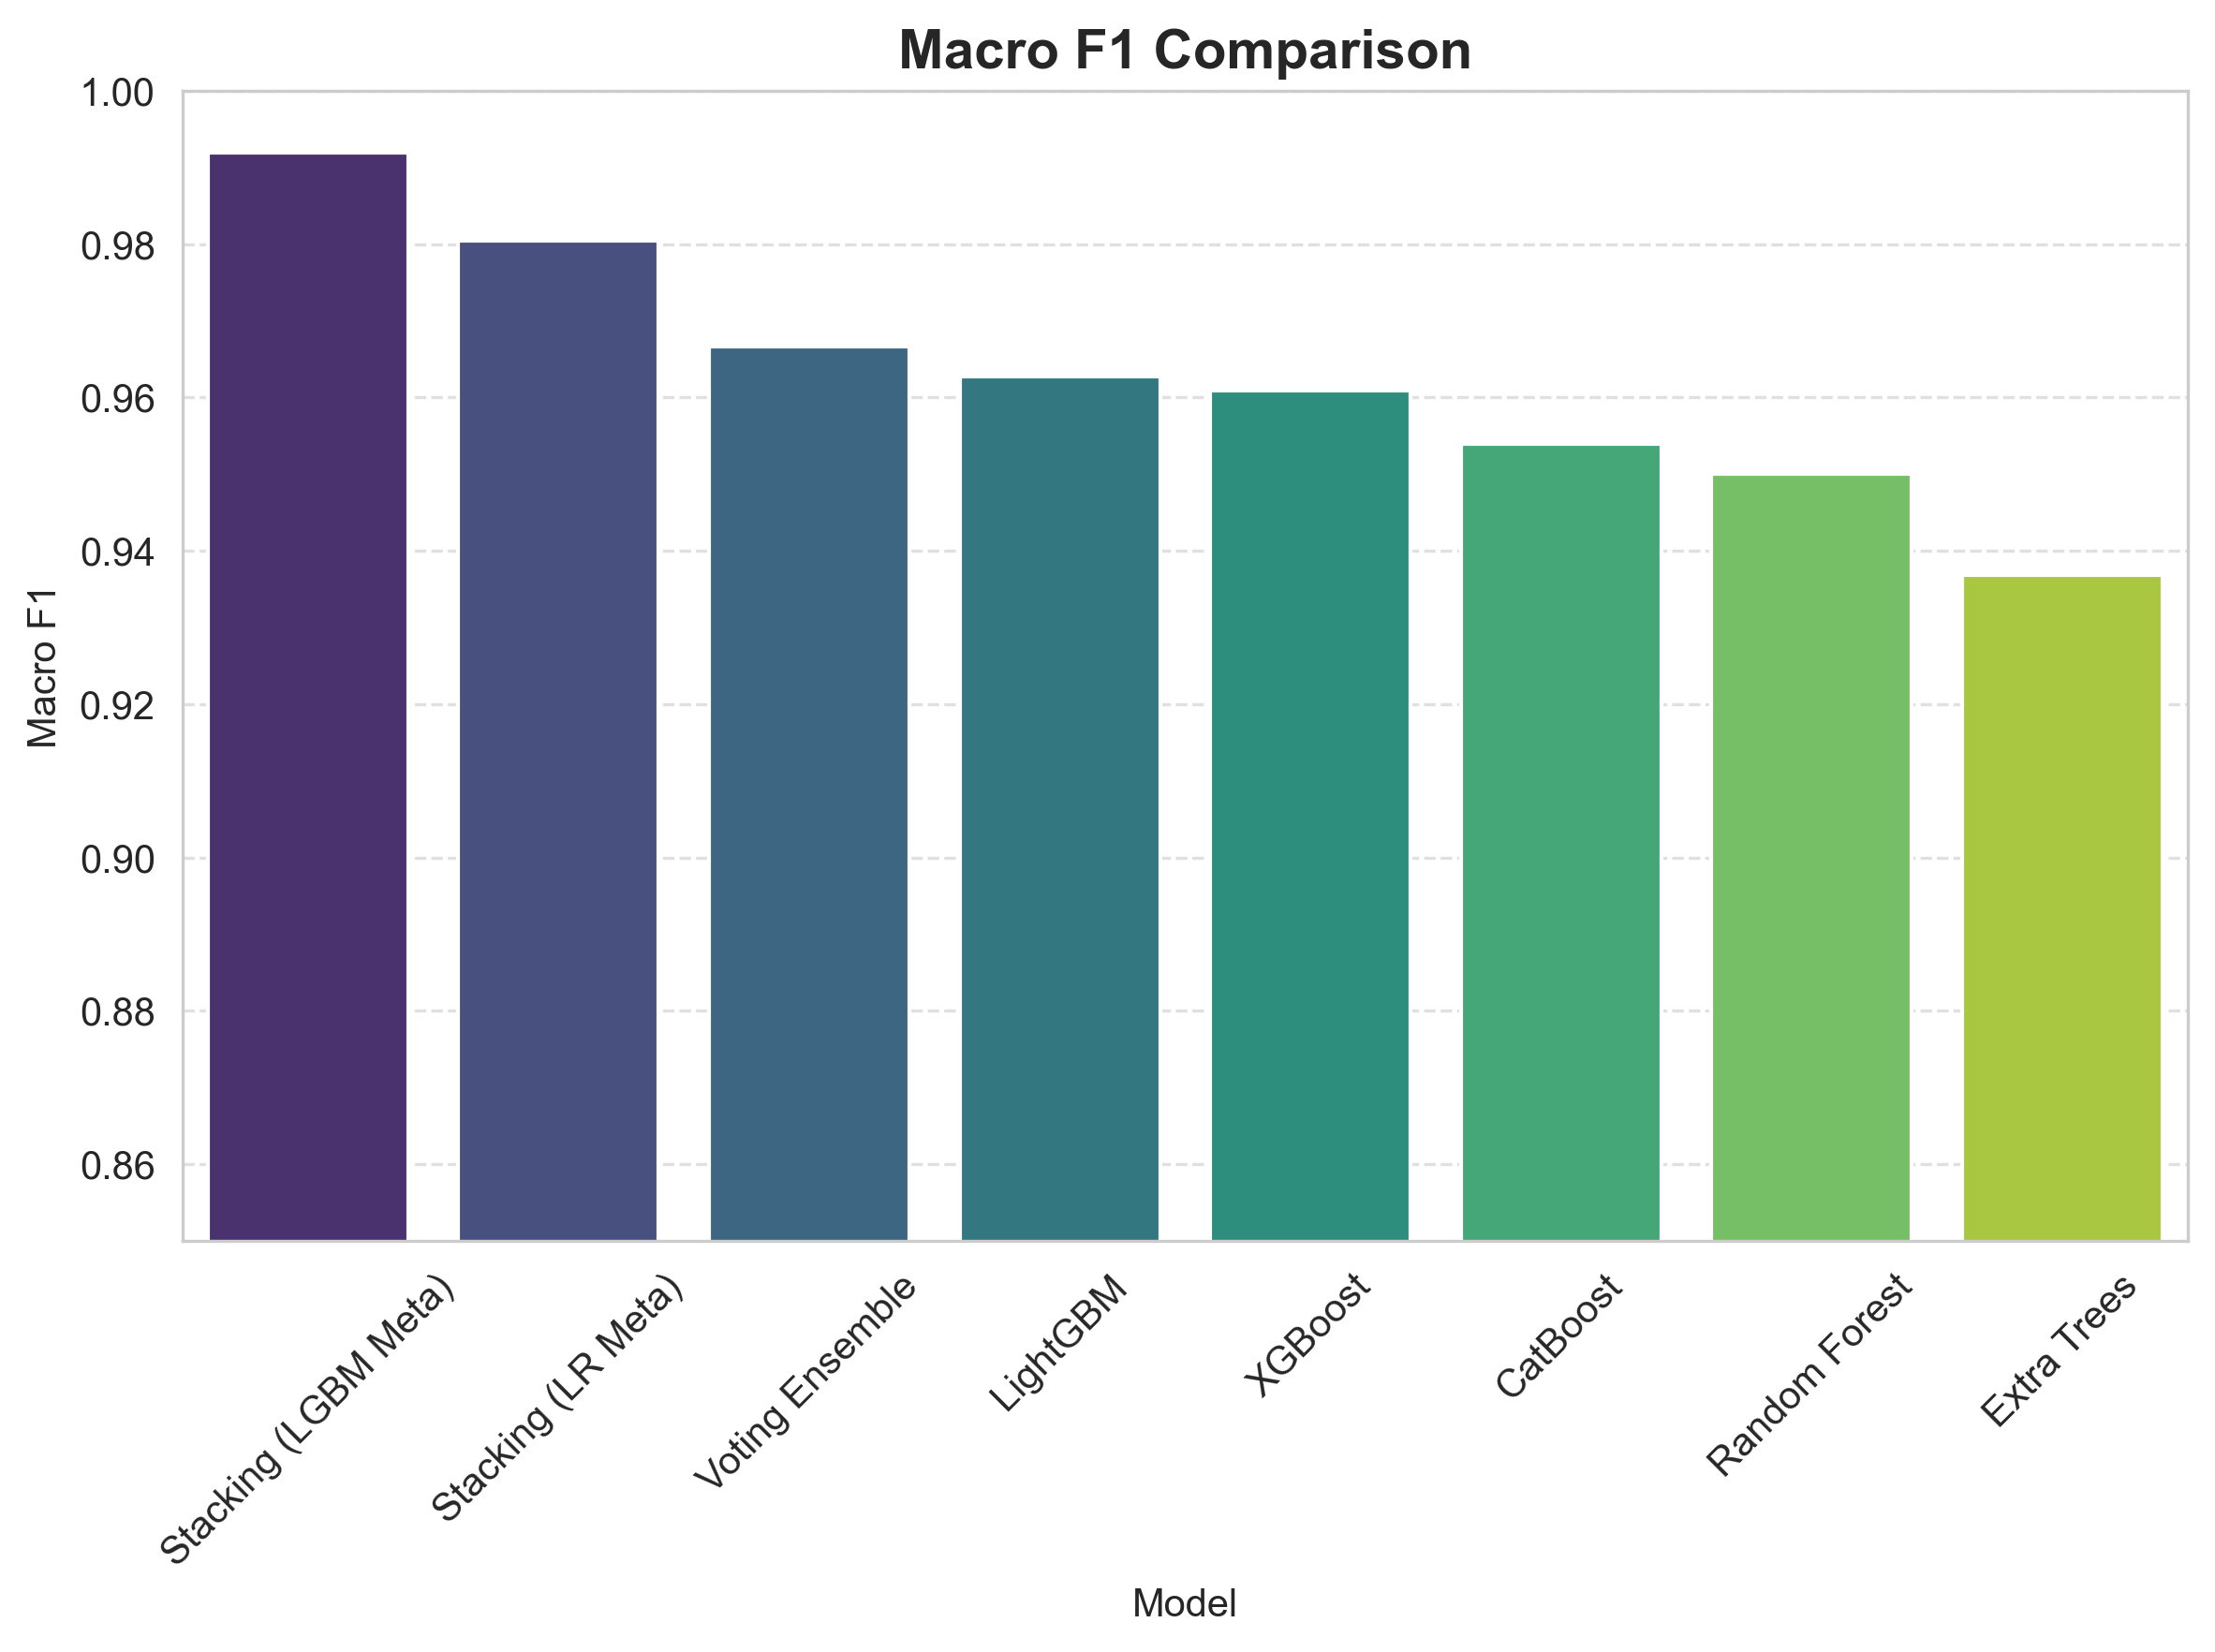 Macro F1 Comparison
1.00
0.98
0.96
0.94
0.92
0.90
0.88
0.86
Macro F1
Stacking (LGBM Meta)
Stacking (LR Meta)
Voting Ensemble
LightGBM
XGBoost
CatBoost
Random Forest
Extra Trees
Model